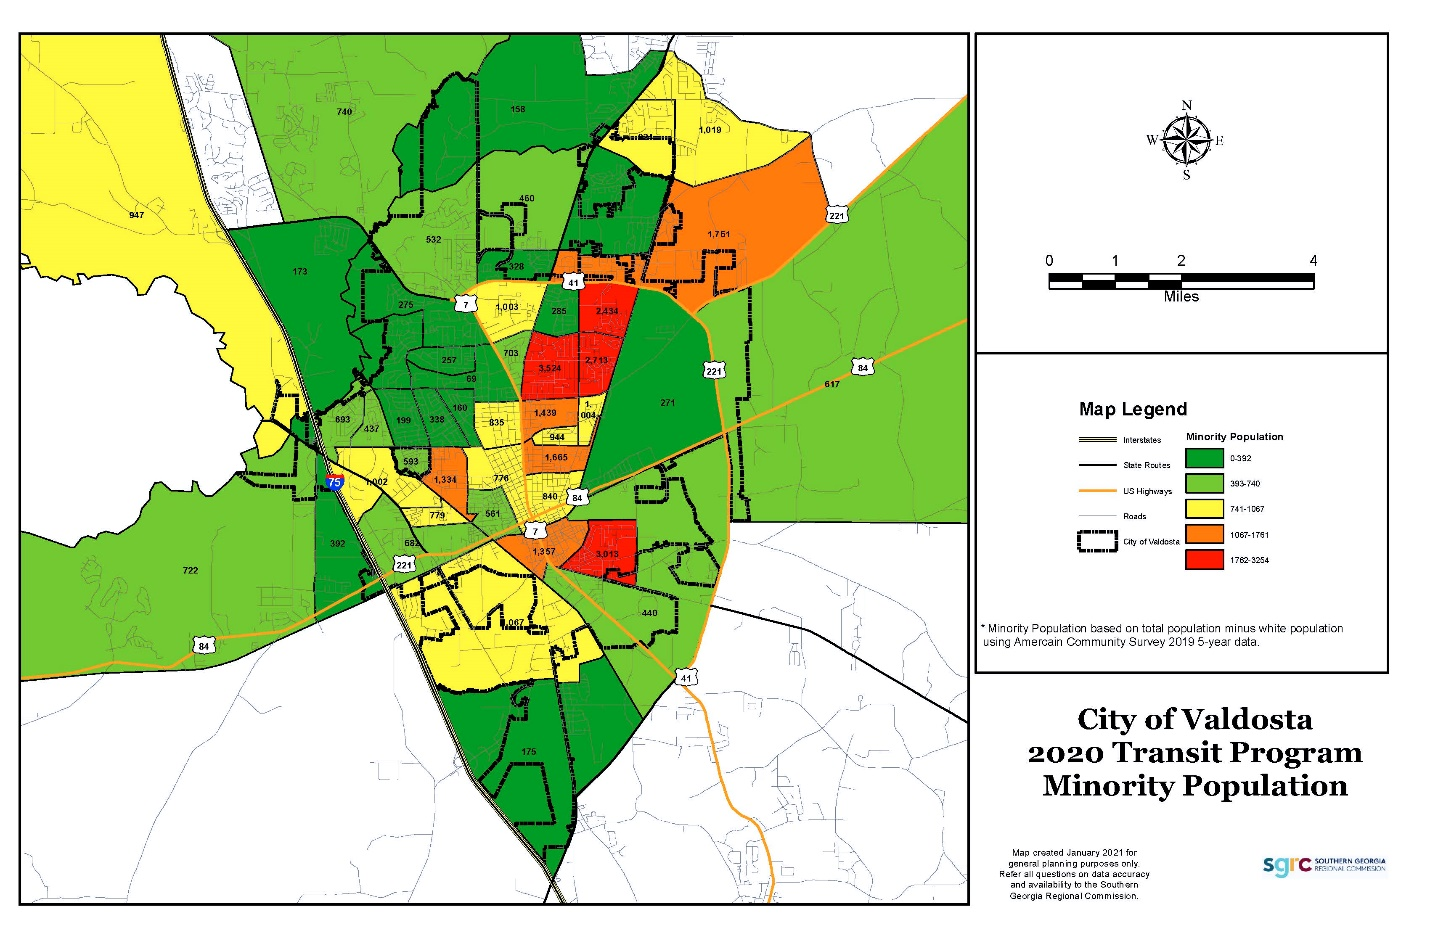 740
158
1,019
947
460
532
1,751
221
173
328
41
275
7
1,003
285
2,434
703
257
3,524
2,713
69
221
84
617
271
693
437
199
338
160
835
1,439
1,
004
944
593
1,665
75
1,002
1,334
776
840
84
779
561
7
392
682
1,357
3,013
722
221
440
84
41
175
N
W E
S
0 1 2 4
Miles
Map Legend
Interstates
State Routes
US Highways
Roads
City of Valdosta
Minority Population
0-392
393-740
741-1067
1067-1761
1762-3254
* Minority Population based on total population minus white population
using Amercain Community Survey 2019 5-year data.
City of Valdosta
2020 Transit Program
Minority Population
Map created January 2021 for
general planning purposes only.
Refer all questions on data accuracy
and availability to the Southern
Georgia Regional Commission.
sgrc SOUTHERN GEORGIA
REGIONAL COMMISSION